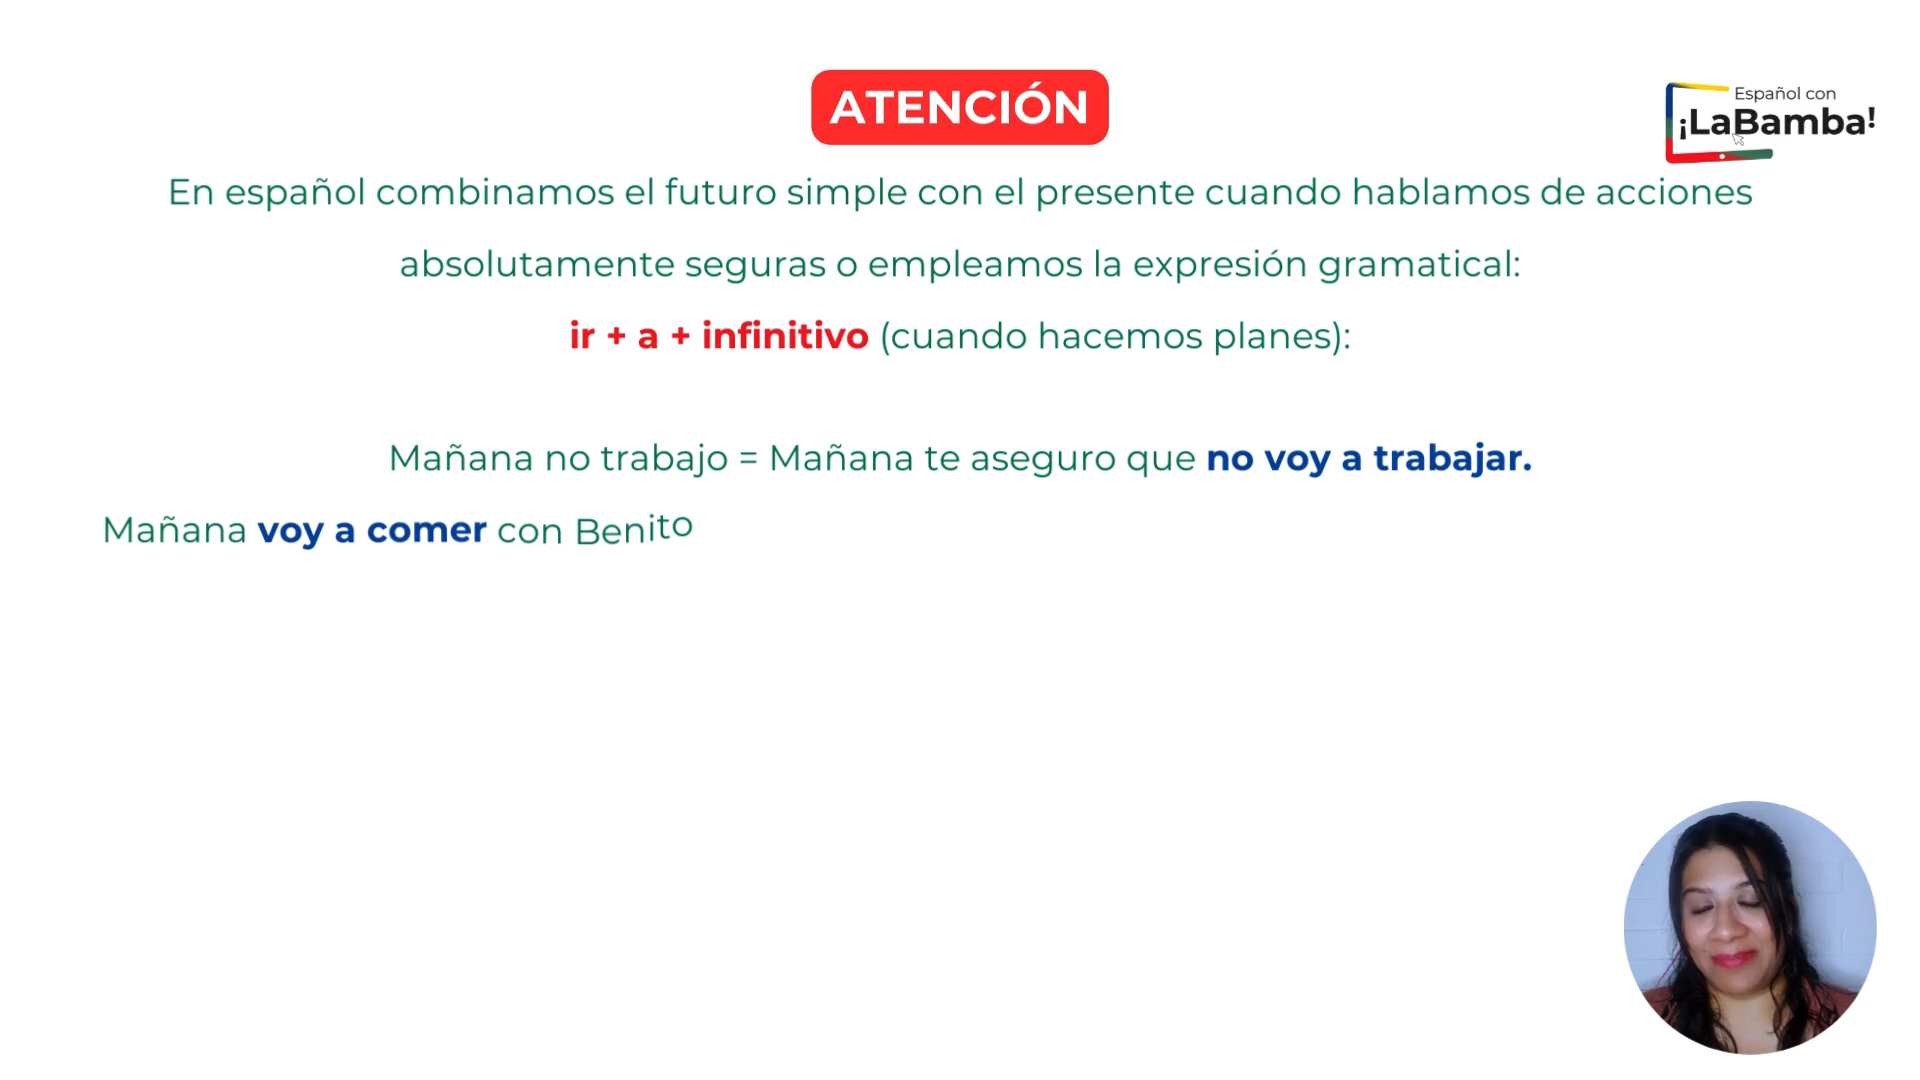 ATENCIÓN
Español con
¡LaBamba!
En español combinamos el futuro simple con el presente cuando hablamos de acciones
absolutamente seguras o empleamos la expresión gramatical:
ir + a + infinitivo (cuando hacemos planes):
Mañana no trabajo = Mañana te aseguro que no voy a trabajar.
Mañana voy a comer con Benito